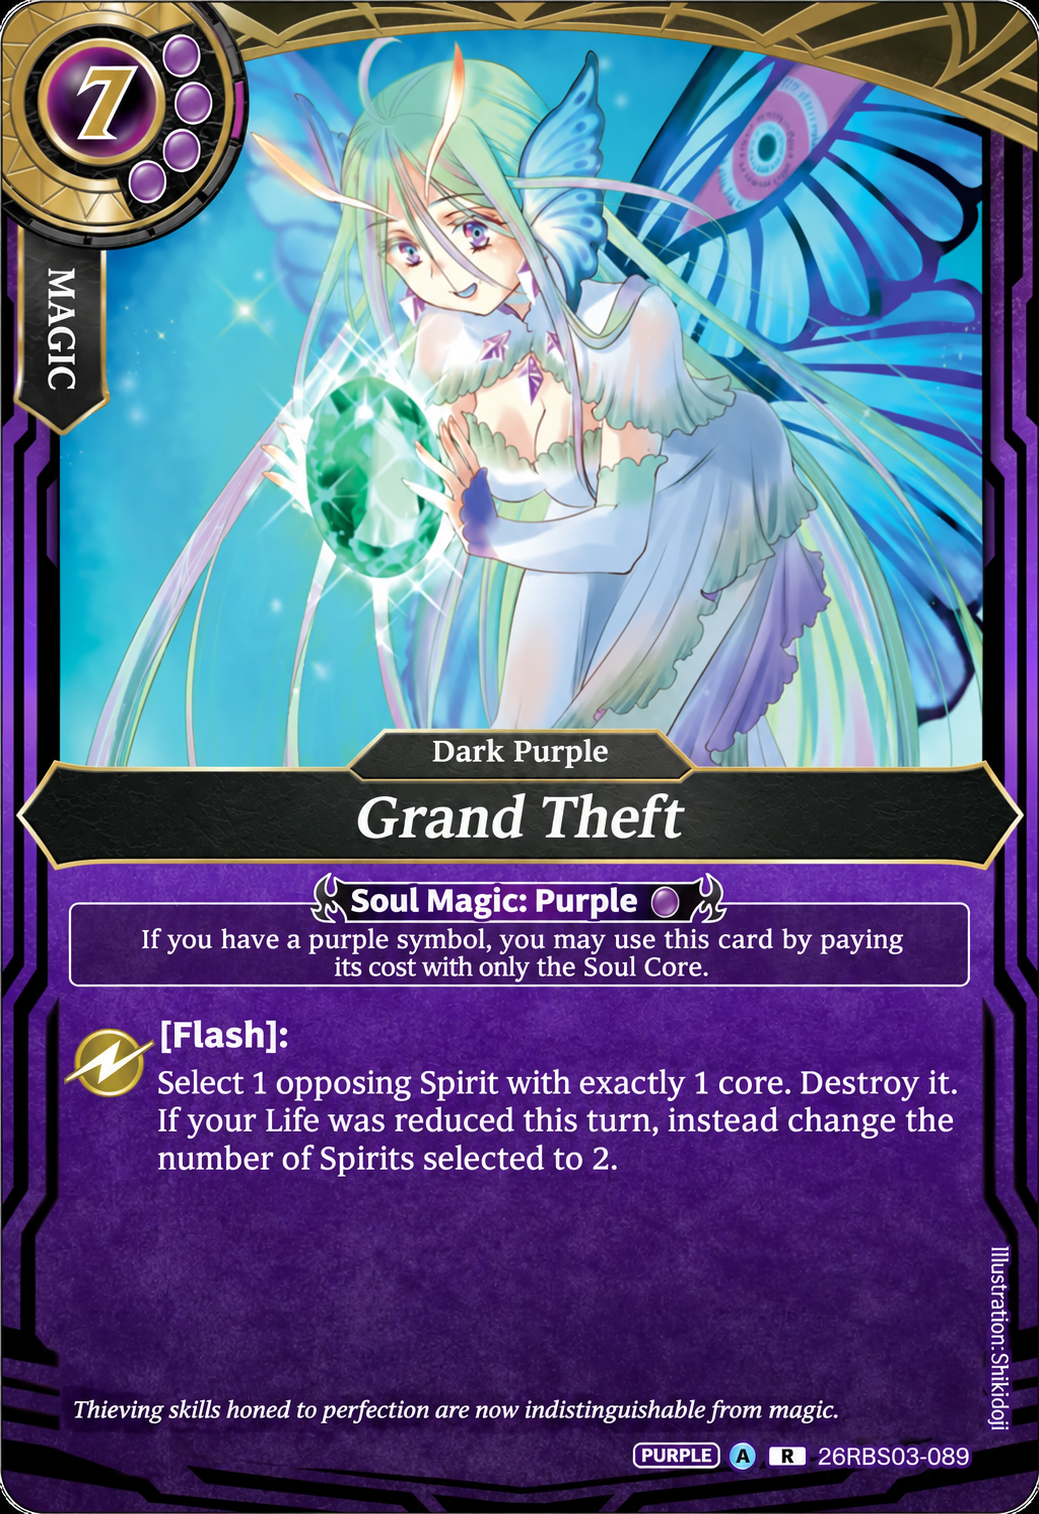 7
MAGIC
Dark Purple
Grand Theft
Soul Magic: Purple
If you have a purple symbol, you may use this card by paying
its cost with only the Soul Core.
[Flash]:
Select 1 opposing Spirit with exactly 1 core. Destroy it.
If your Life was reduced this turn, instead change the
number of Spirits selected to 2.
Illustration:Shikidoji
Thieving skills honed to perfection are now indistinguishable from magic.
PURPLE A R 26RBS03-089